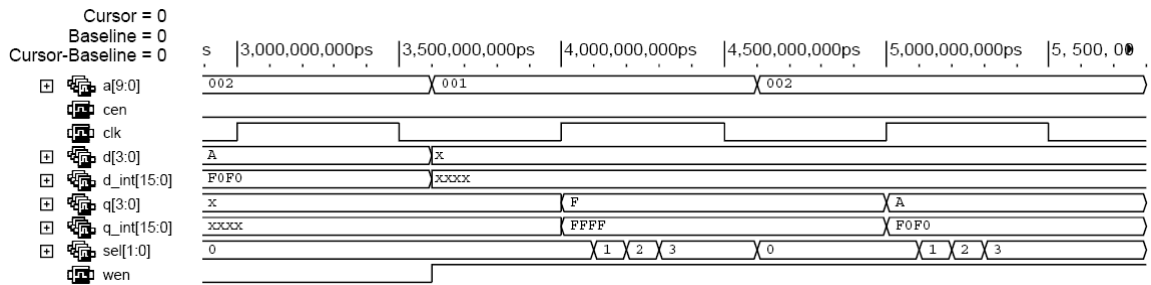 Cursor = 0
Baseline = 0
Cursor-Baseline = 0
s 3,000,000,000ps 3,500,000,000ps 4,000,000,000ps 4,500,000,000ps 5,000,000,000ps 5,500,00
a[9:0] 002 001 002
cen
clk
d[3:0] A x
d_int[15:0] F0F0 xxxx
q[3:0] x F A
q_int[15:0] xxxx FFFF F0F0
sel[1:0] 0 1 2 3 0 1 2 3
wen